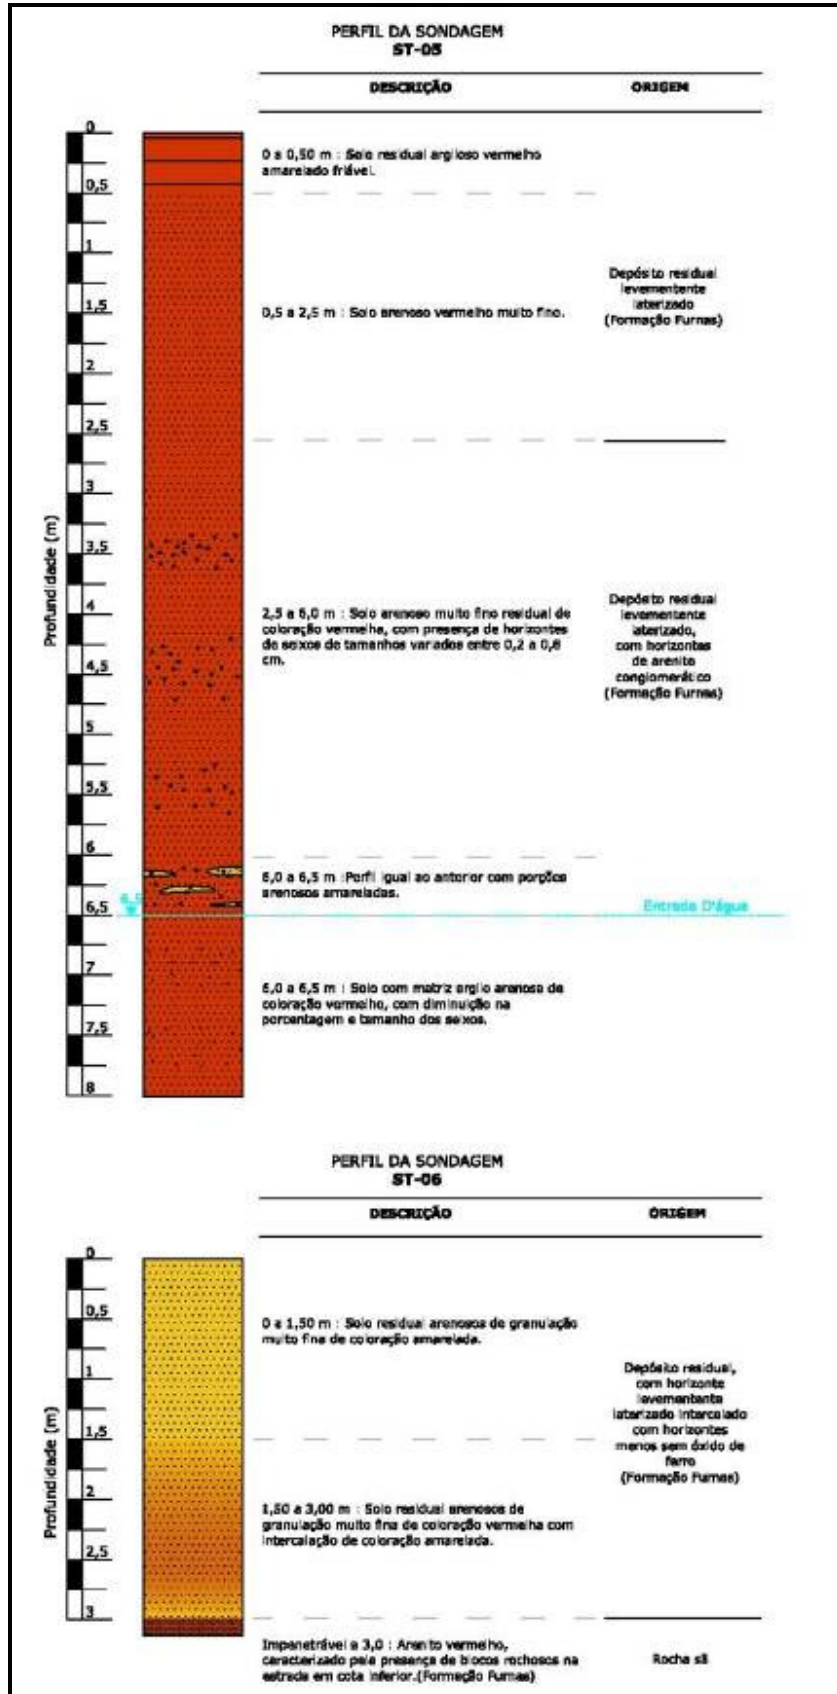 PERFIL DA SONDAGEM
ST-05
DESCRIÇÃO
ORIGEM
Profundidade (m)
0
0,5
1
1,5
2
2,5
3
3,5
4
4,5
5
5,5
6
6,5
7
7,5
8
0 a 0,50 m : Solo residual argiloso vermelho
amarelado friável.
0,5 a 2,5 m : Solo arenoso vermelho muito fino.
Depósito residual
levemente
laterizado
(Formação Furnas)
2,5 a 6,0 m : Solo arenoso muito fino residual de
coloração vermelha, com presença de horizontes
de seixos de tamanhos variados entre 0,2 a 0,8
cm.
Depósito residual
levemente
laterizado,
com horizontes
de arenito
conglomerático
(Formação Furnas)
6,0 a 6,5 m :Perfil igual ao anterior com porções
arenosos amareladas.
Entrada D'água
6,0 a 6,5 m : Solo com matriz argilo arenosa de
coloração vermelho, com diminuição na
porcentagem e tamanho dos seixos.
PERFIL DA SONDAGEM
ST-06
DESCRIÇÃO
ORIGEM
Profundidade (m)
0
0,5
1
1,5
2
2,5
3
0 a 1,50 m : Solo residual arenosos de granulação
muito fina de coloração amarelada.
1,50 a 3,00 m : Solo residual arenosos de
granulação muito fina de coloração vermelha com
intercalação de coloração amarelada.
Depósito residual,
com horizonte
levementente
laterizado intercalado
com horizontes
menos sem óxido de
ferro
(Formação Furnas)
Impenetrável a 3,0 : Arenito vermelho,
caracterizado pela presença de blocos rochosos na
estrada em cota inferior.(Formação Furnas)
Rocha sã